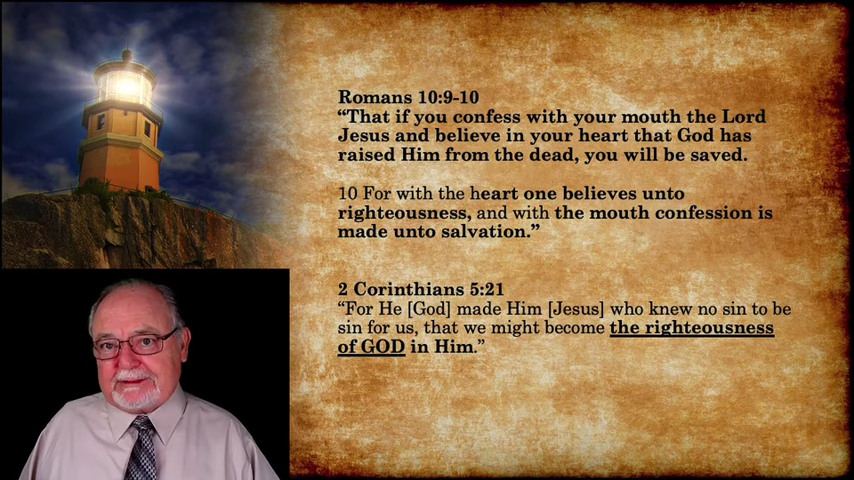 Romans 10:9-10
“That if you confess with your mouth the Lord
Jesus and believe in your heart that God has
raised Him from the dead, you will be saved.
10 For with the heart one believes unto
righteousness, and with the mouth confession is
made unto salvation.”
2 Corinthians 5:21
“For He [God] made Him [Jesus] who knew no sin to be
sin for us, that we might become the righteousness
of GOD in Him.”